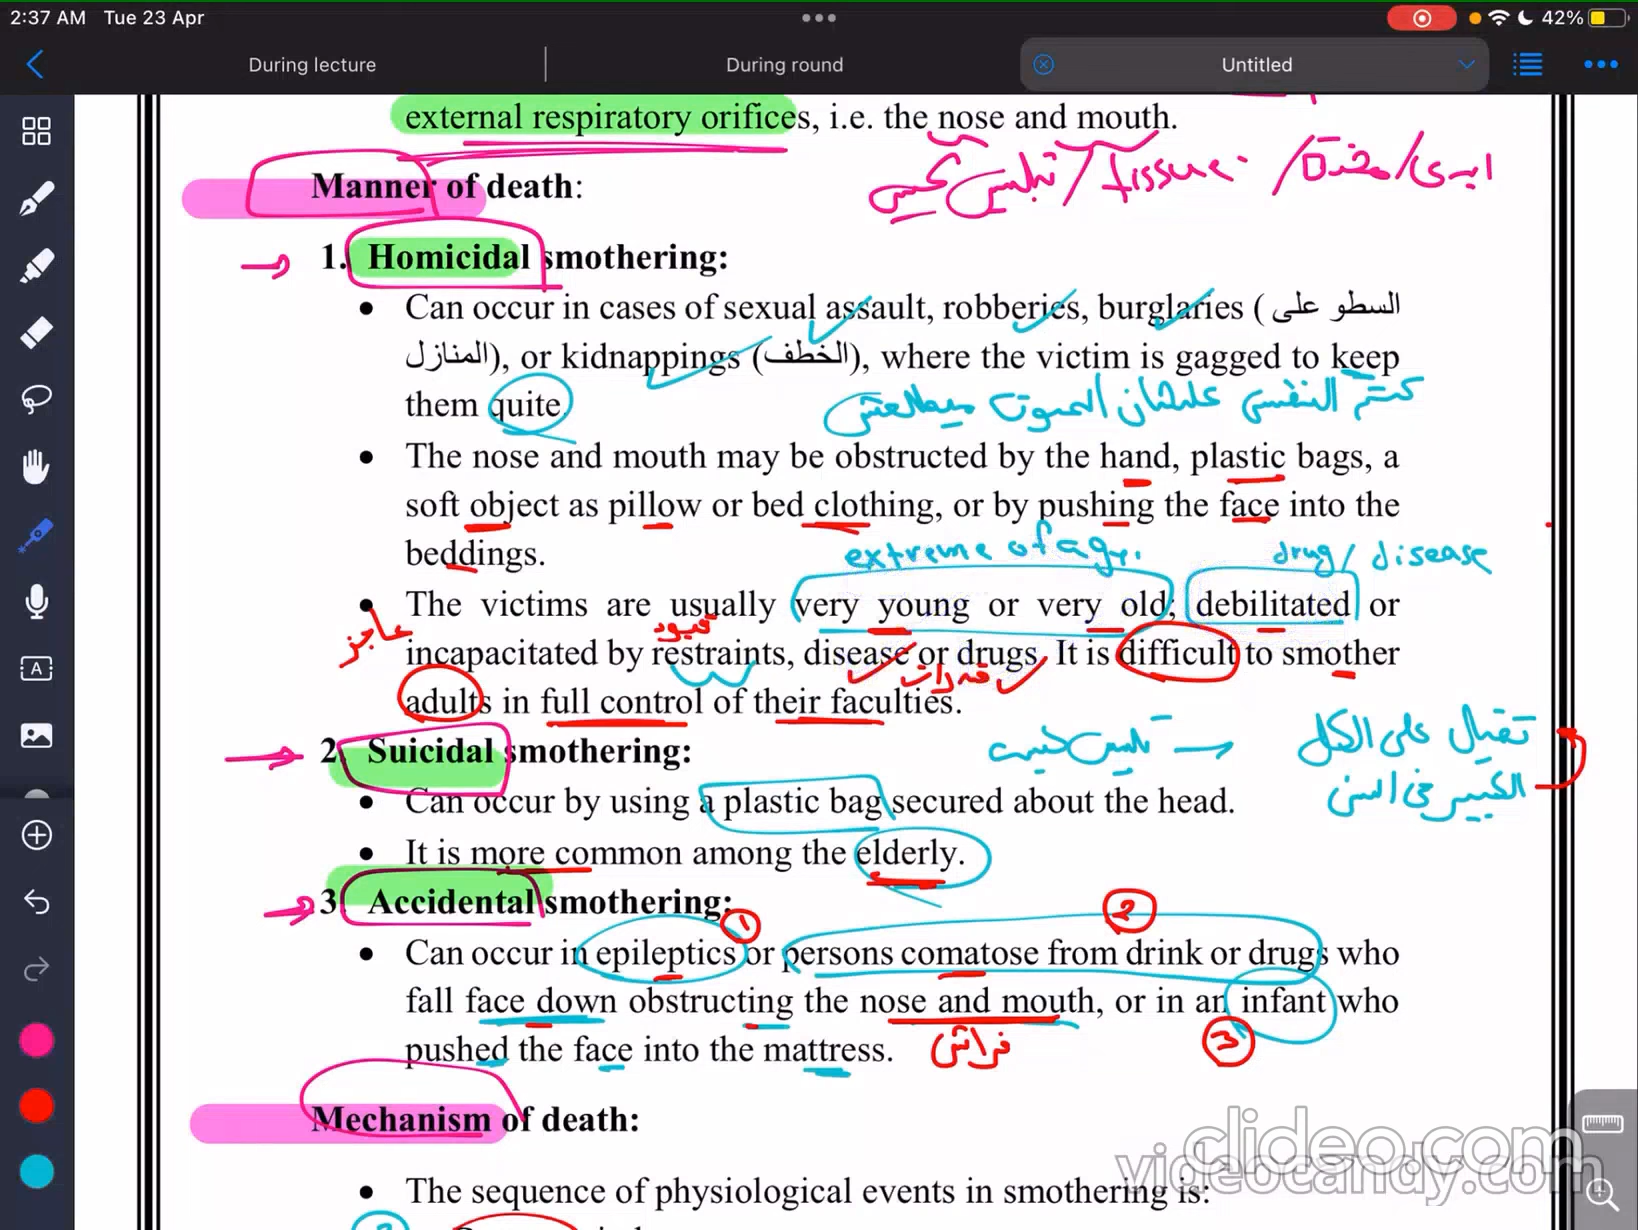 2:37 AM Tue 23 Apr
42%
During lecture
During round
Untitled
external respiratory orifices, i.e. the nose and mouth.
ايدى / مخدة / tissue / تلبيس كيس
Manner of death:
1. Homicidal smothering:
• Can occur in cases of sexual assault, robberies, burglaries (السطو على
المنازل), or kidnappings (الخطف), where the victim is gagged to keep
them quite.
كتم النفس علشان الصوت ميطلعش
• The nose and mouth may be obstructed by the hand, plastic bags, a
soft object as pillow or bed clothing, or by pushing the face into the
beddings.
extreme of age.
drug / disease
• The victims are usually very young or very old; debilitated or
عاجز
قيود
incapacitated by restraints, disease or drugs. It is difficult to smother
adults in full control of their faculties.
2. Suicidal smothering:
• Can occur by using a plastic bag secured about the head.
الكبير فى السن
• It is more common among the elderly.
3. Accidental smothering:
1
2
• Can occur in epileptics or persons comatose from drink or drugs who
fall face down obstructing the nose and mouth, or in an infant who
3
pushed the face into the mattress.
فراش
Mechanism of death:
• The sequence of physiological events in smothering is:
clideo.com
videocandy.com